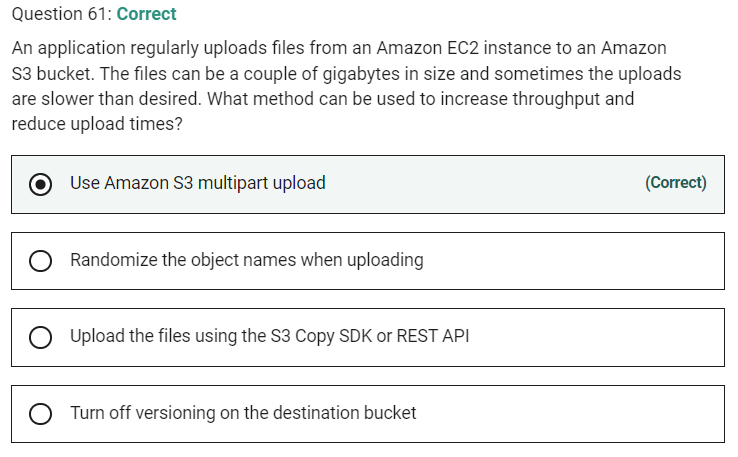 Question 61: Correct
An application regularly uploads files from an Amazon EC2 instance to an Amazon
S3 bucket. The files can be a couple of gigabytes in size and sometimes the uploads
are slower than desired. What method can be used to increase throughput and
reduce upload times?
Use Amazon S3 multipart upload (Correct)
Randomize the object names when uploading
Upload the files using the S3 Copy SDK or REST API
Turn off versioning on the destination bucket